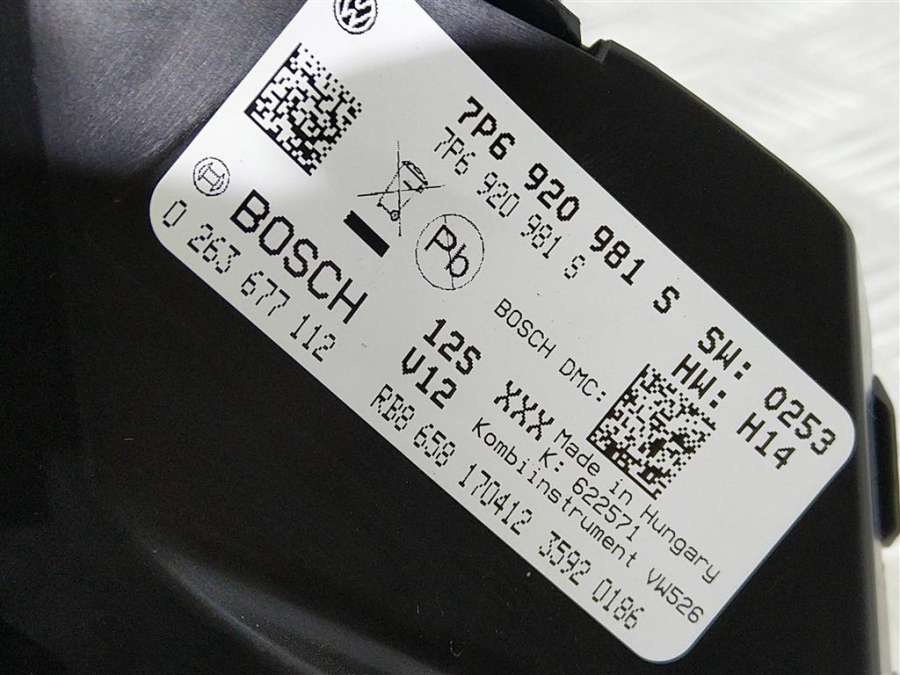 7P6 920 981 S
7P6 920 981 S
SW: 0253
HW: H14
Pb
BOSCH
0 263 677 112
BOSCH DMC:
125 XXX
V12
Made in Hungary
K: 622571
Kombiinstrument VW526
RB8 658 170412 3592 0186